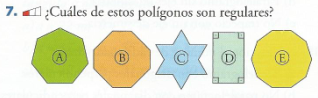 7. ¿Cuáles de estos polígonos son regulares?
A B C D E